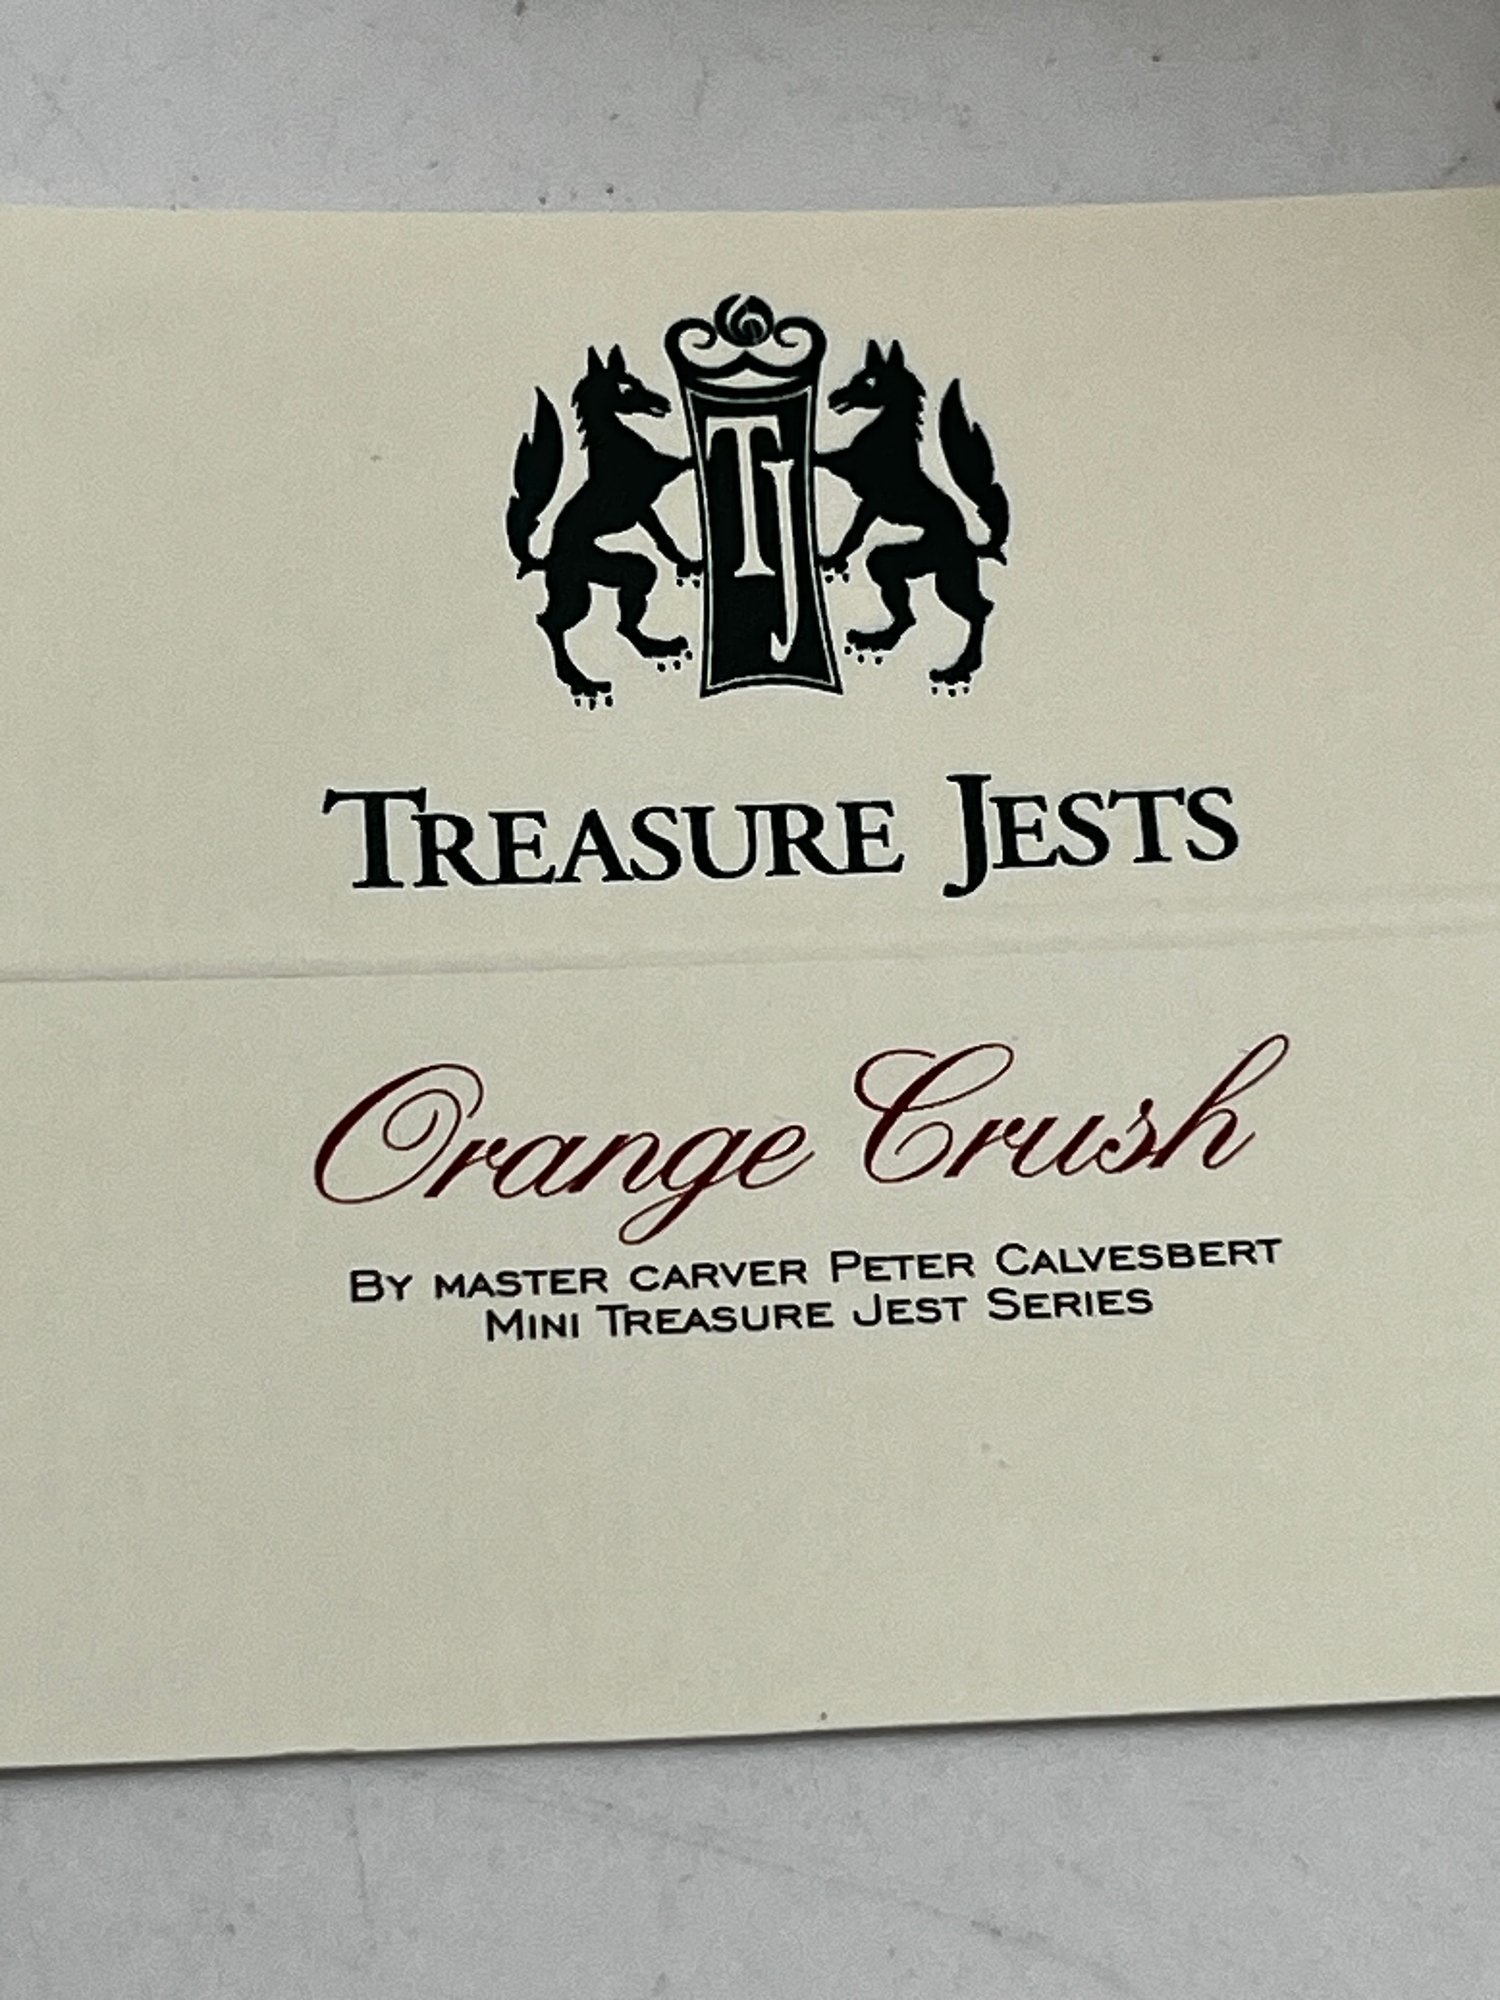 TJ
TREASURE JESTS
Orange Crush
BY MASTER CARVER PETER CALVESBERT
MINI TREASURE JEST SERIES